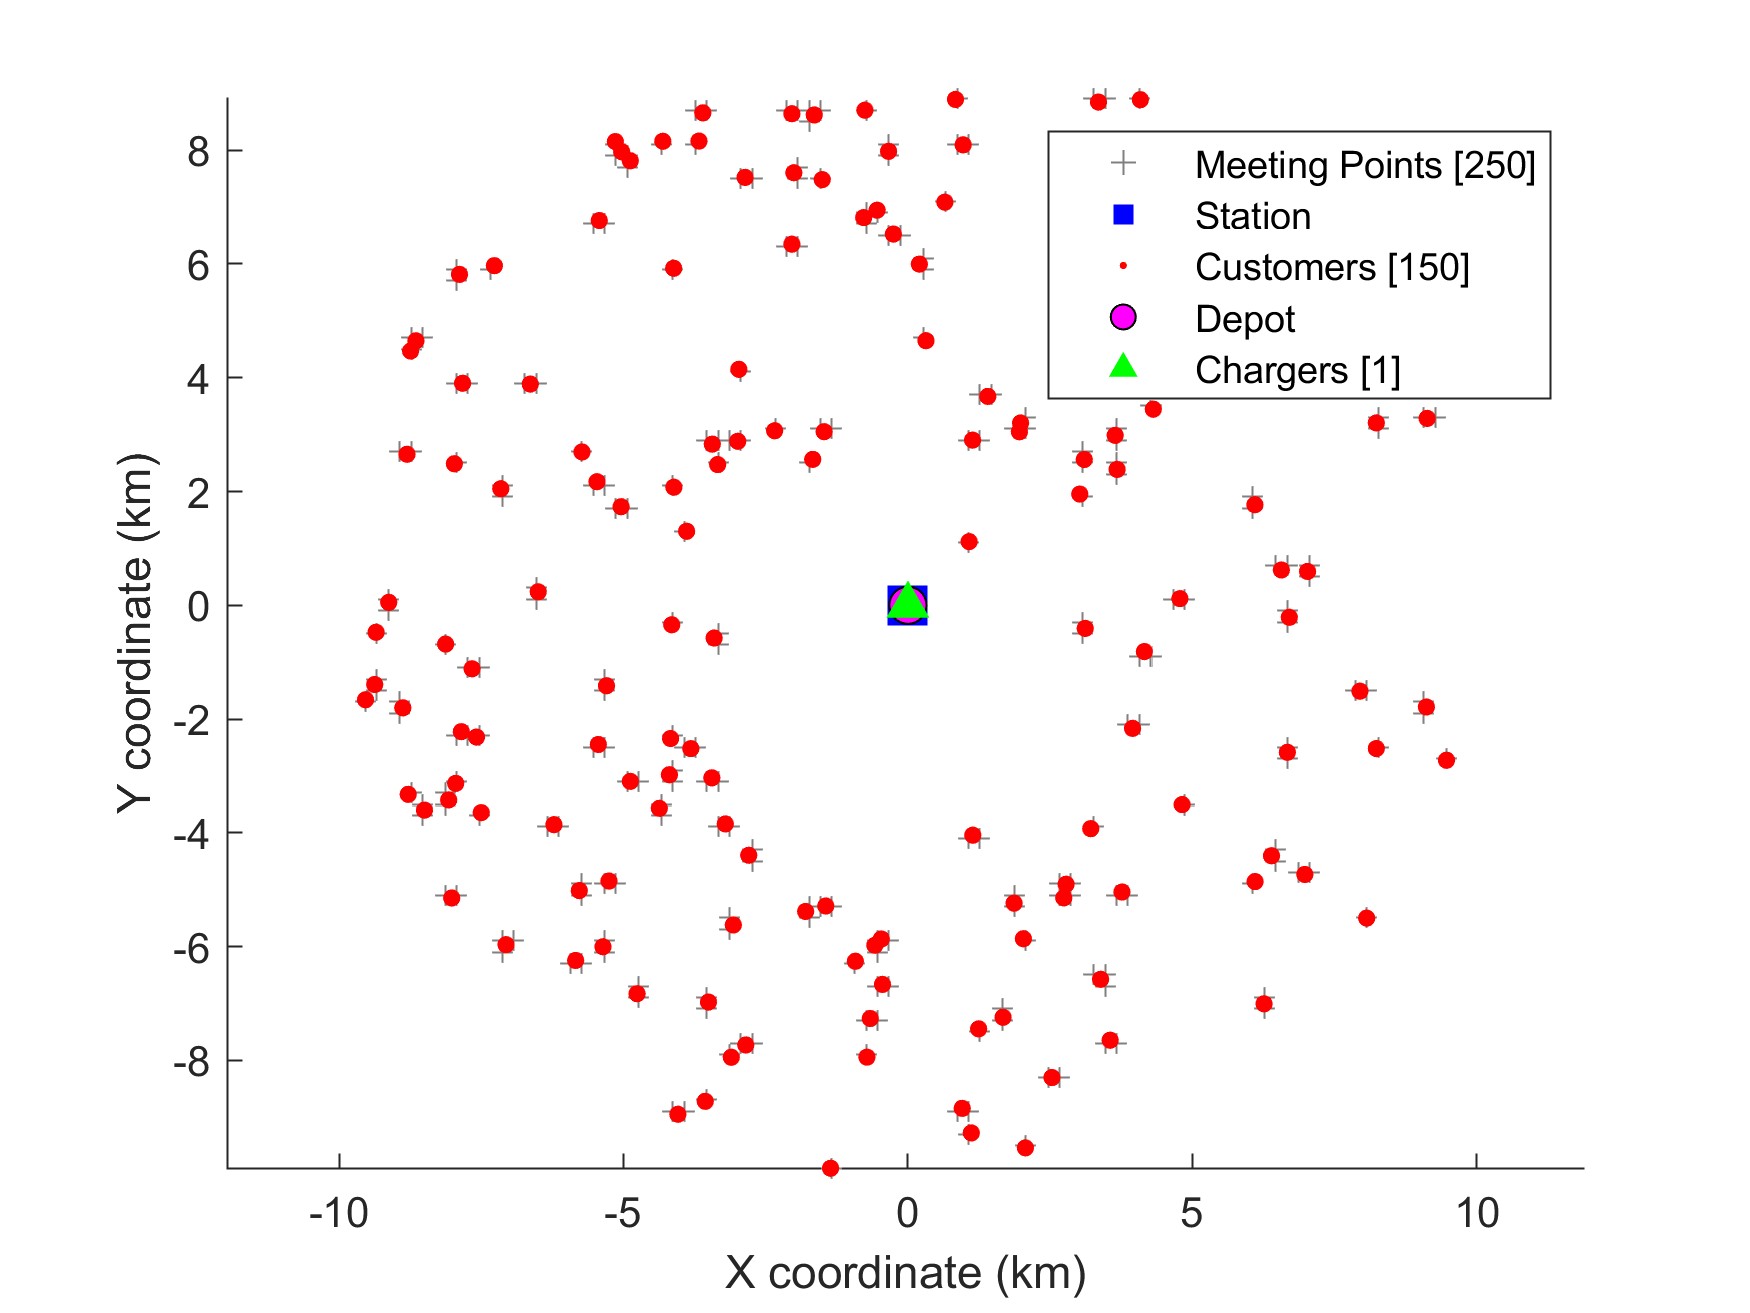 8
6
4
2
0
-2
-4
-6
-8
Y coordinate (km)
Meeting Points [250]
Station
Customers [150]
Depot
Chargers [1]
-10 -5 0 5 10
X coordinate (km)